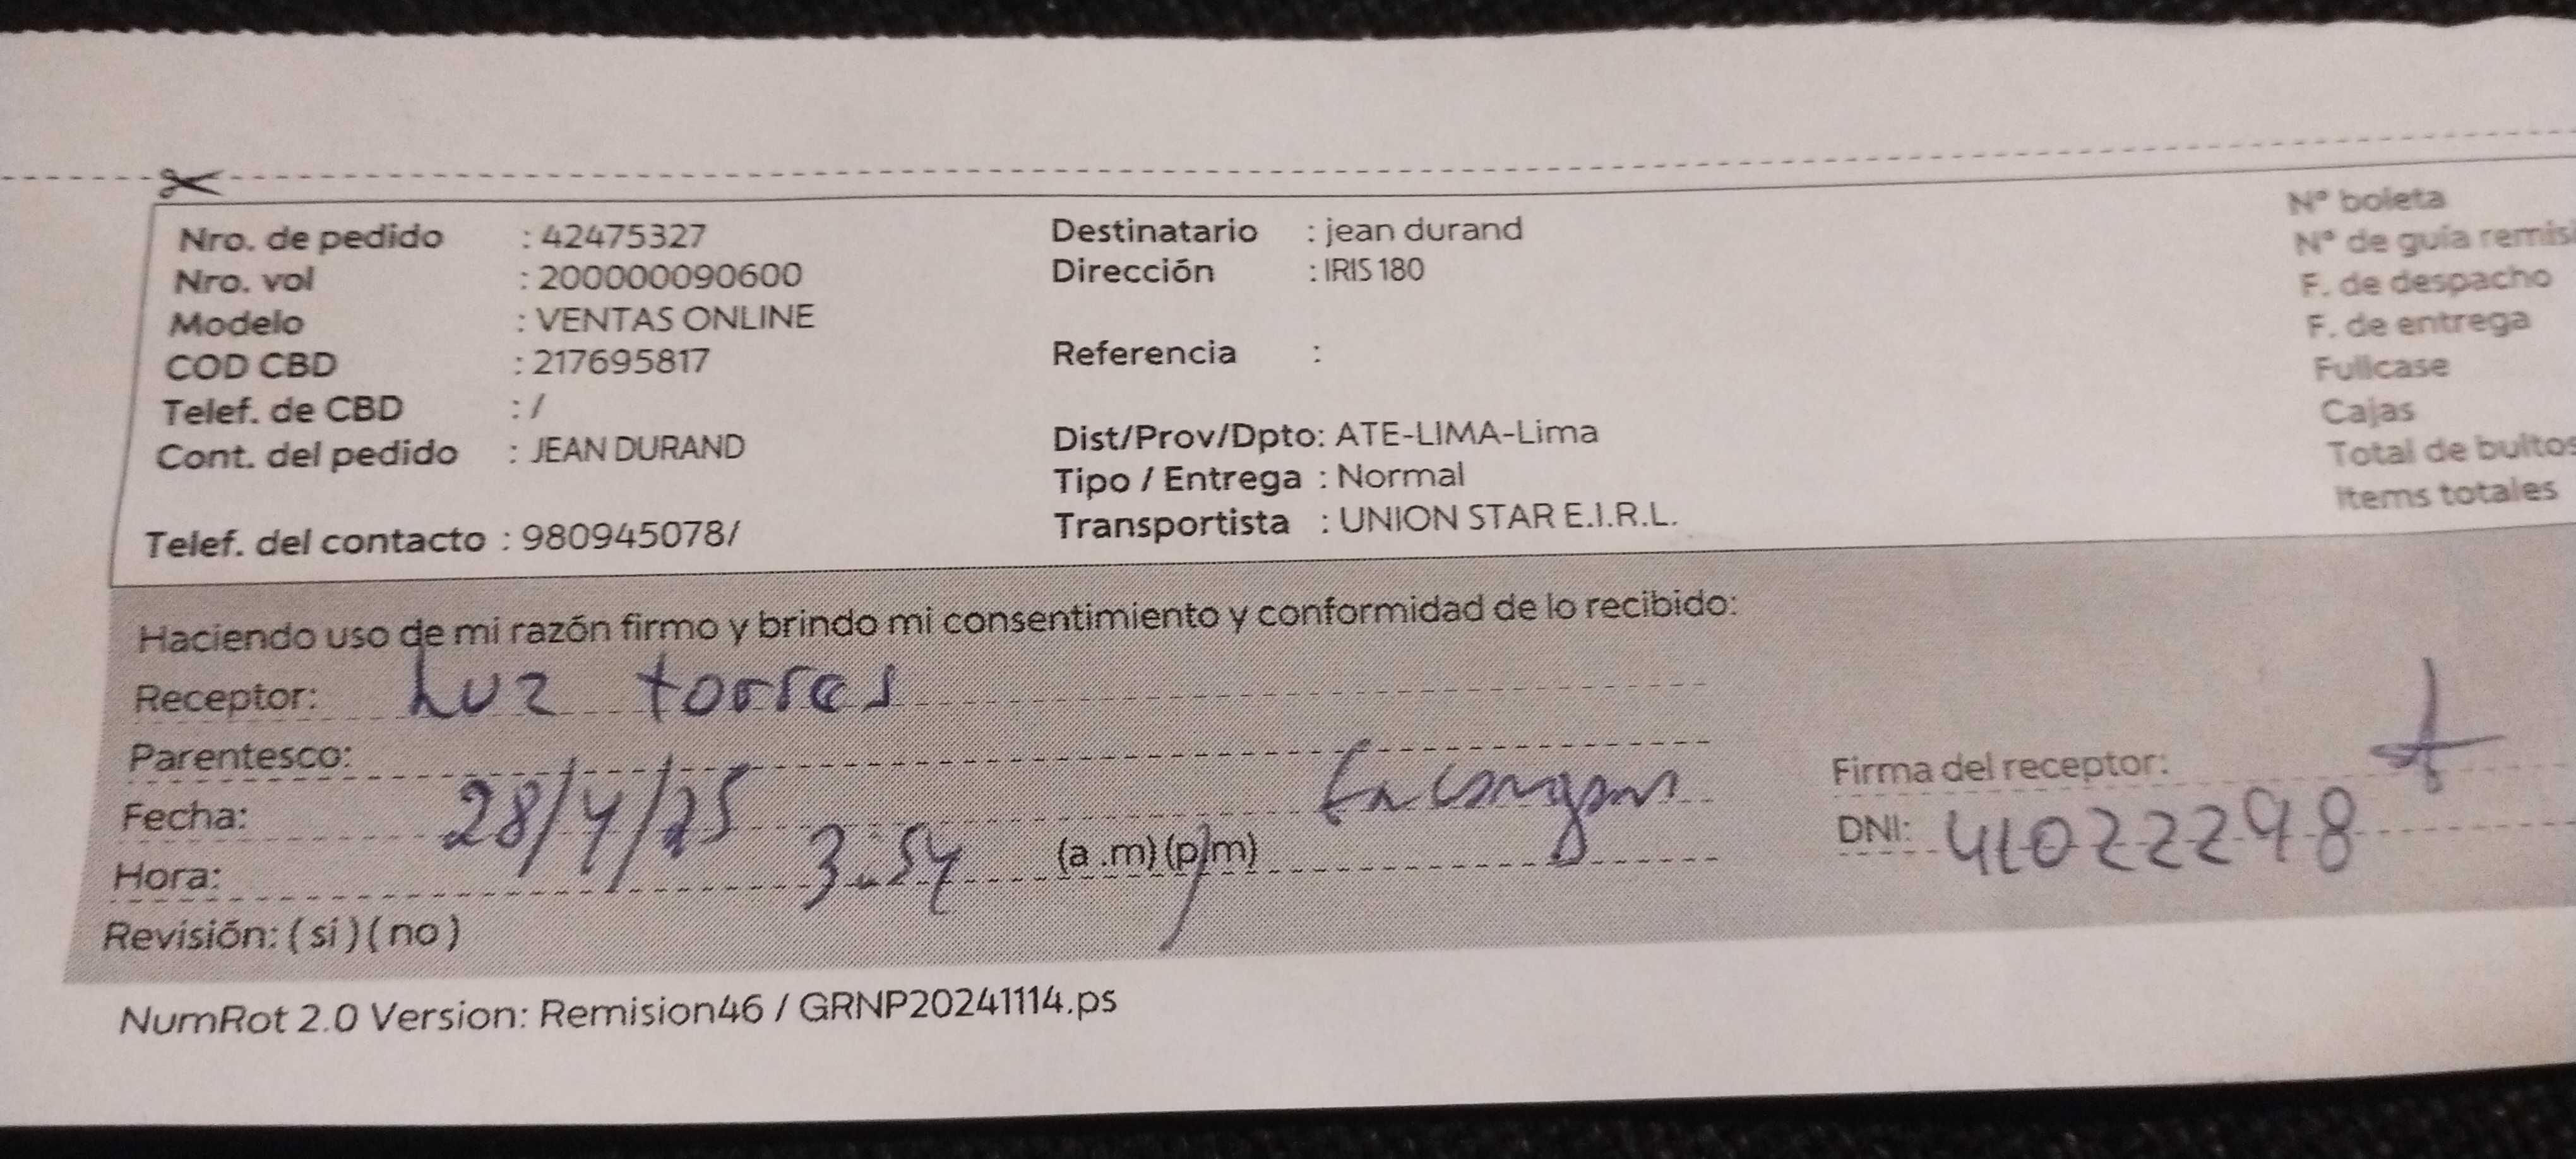 Nro. de pedido : 42475327
Nro. vol : 200000090600
Modelo : VENTAS ONLINE
COD CBD : 217695817
Telef. de CBD : /
Cont. del pedido : JEAN DURAND
Telef. del contacto : 980945078/
Destinatario : jean durand
Dirección : IRIS 180
Referencia :
Dist/Prov/Dpto: ATE-LIMA-Lima
Tipo / Entrega : Normal
Transportista : UNION STAR E.I.R.L.
N° boleta
N° de guía remisi
F. de despacho
F. de entrega
Fullcase
Cajas
Total de bultos
Items totales
Haciendo uso de mi razón firmo y brindo mi consentimiento y conformidad de lo recibido:
Receptor: Luz torres
Parentesco:
Fecha: 28/4/25
Hora: 3:54 (a .m) (p.m)
Revisión: ( si ) ( no )
Firma del receptor:
DNI: 41022298
NumRot 2.0 Version: Remision46 / GRNP20241114.ps